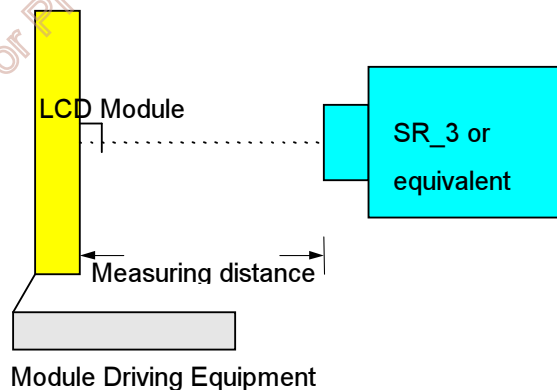 LCD Module
SR_3 or
equivalent
Measuring distance
Module Driving Equipment